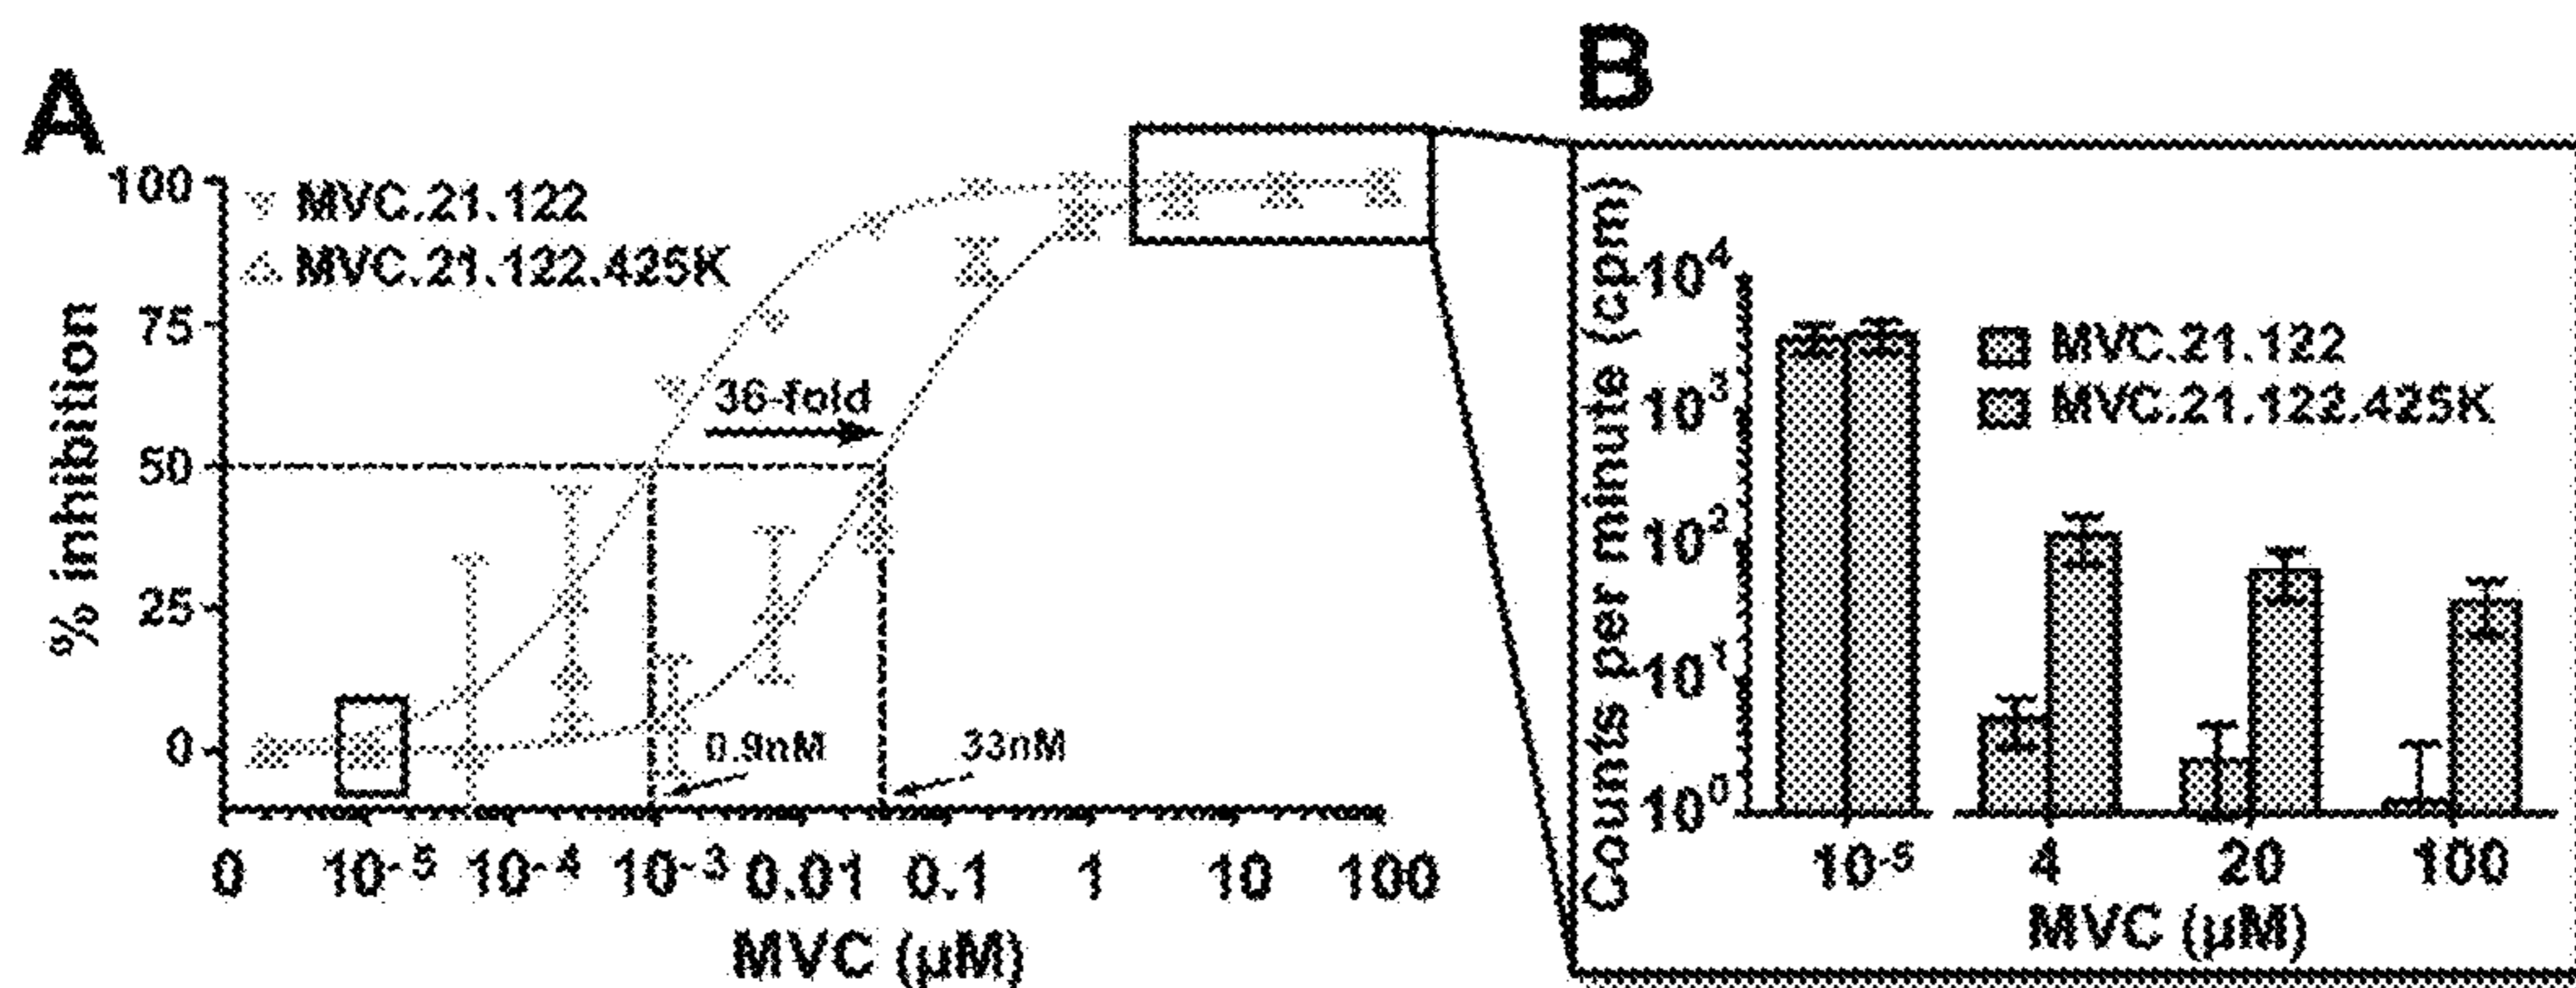 A
100
MVC.21.122
MVC.21.122.425K
75
50
25
0
% inhibition
36-fold
0.9nM
33nM
0 10⁻⁵ 10⁻⁴ 10⁻³ 0.01 0.1 1 10 100
MVC (µM)
B
Counts per minute (cpm)
10⁴
10³
10²
10¹
10⁰
MVC.21.122
MVC.21.122.425K
10⁻⁵ 4 20 100
MVC (µM)